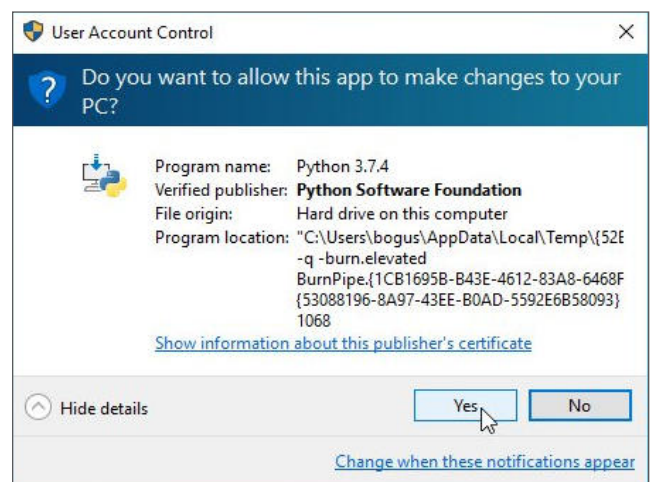 User Account Control
Do you want to allow this app to make changes to your
PC?
Program name: Python 3.7.4
Verified publisher: Python Software Foundation
File origin: Hard drive on this computer
Program location: "C:\Users\bogus\AppData\Local\Temp\{52E
-q -burn.elevated
BurnPipe.{1CB1695B-B43E-4612-83A8-6468F
{53088196-8A97-43EE-B0AD-5592E6B58093}
1068
Show information about this publisher's certificate
Hide details
Yes
No
Change when these notifications appear